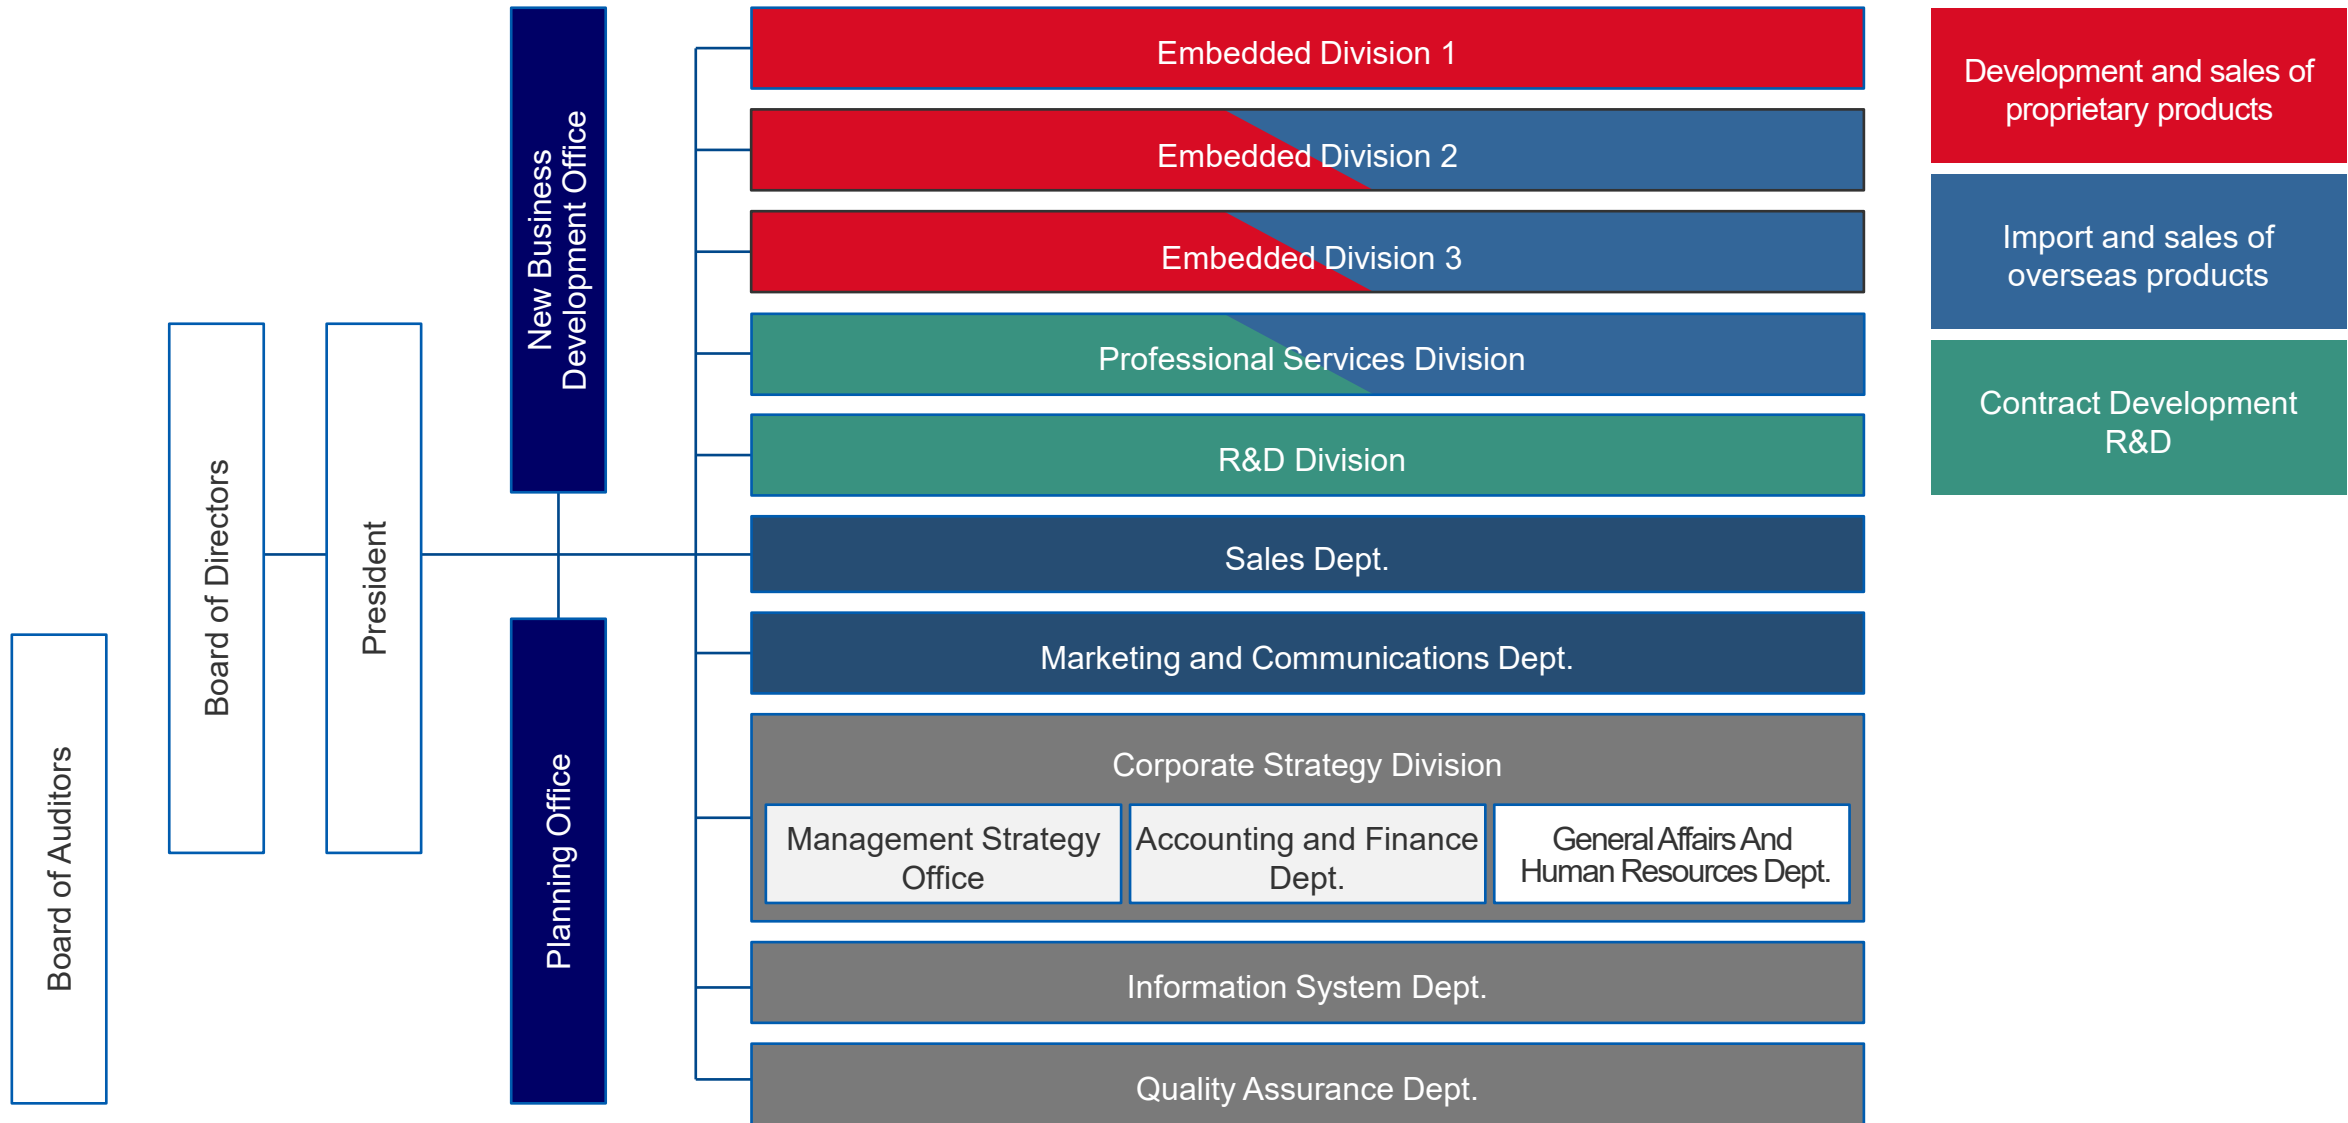 Board of Auditors
Board of Directors
President
New Business
Development Office
Planning Office
Embedded Division 1
Embedded Division 2
Embedded Division 3
Professional Services Division
R&D Division
Sales Dept.
Marketing and Communications Dept.
Corporate Strategy Division
Management Strategy
Office
Accounting and Finance
Dept.
General Affairs And
Human Resources Dept.
Information System Dept.
Quality Assurance Dept.
Development and sales of
proprietary products
Import and sales of
overseas products
Contract Development
R&D